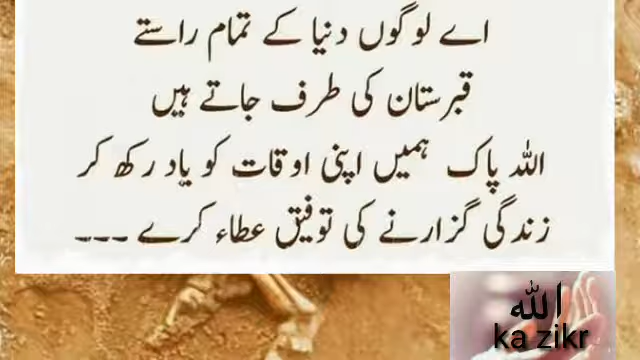 اے لوگوں دنیا کے تمام راستے
قبرستان کی طرف جاتے ہیں
اللہ پاک ہمیں اپنی اوقات کو یاد رکھ کر
زندگی گزارنے کی توفیق عطاء کرے ---
اللہ
ka zikr